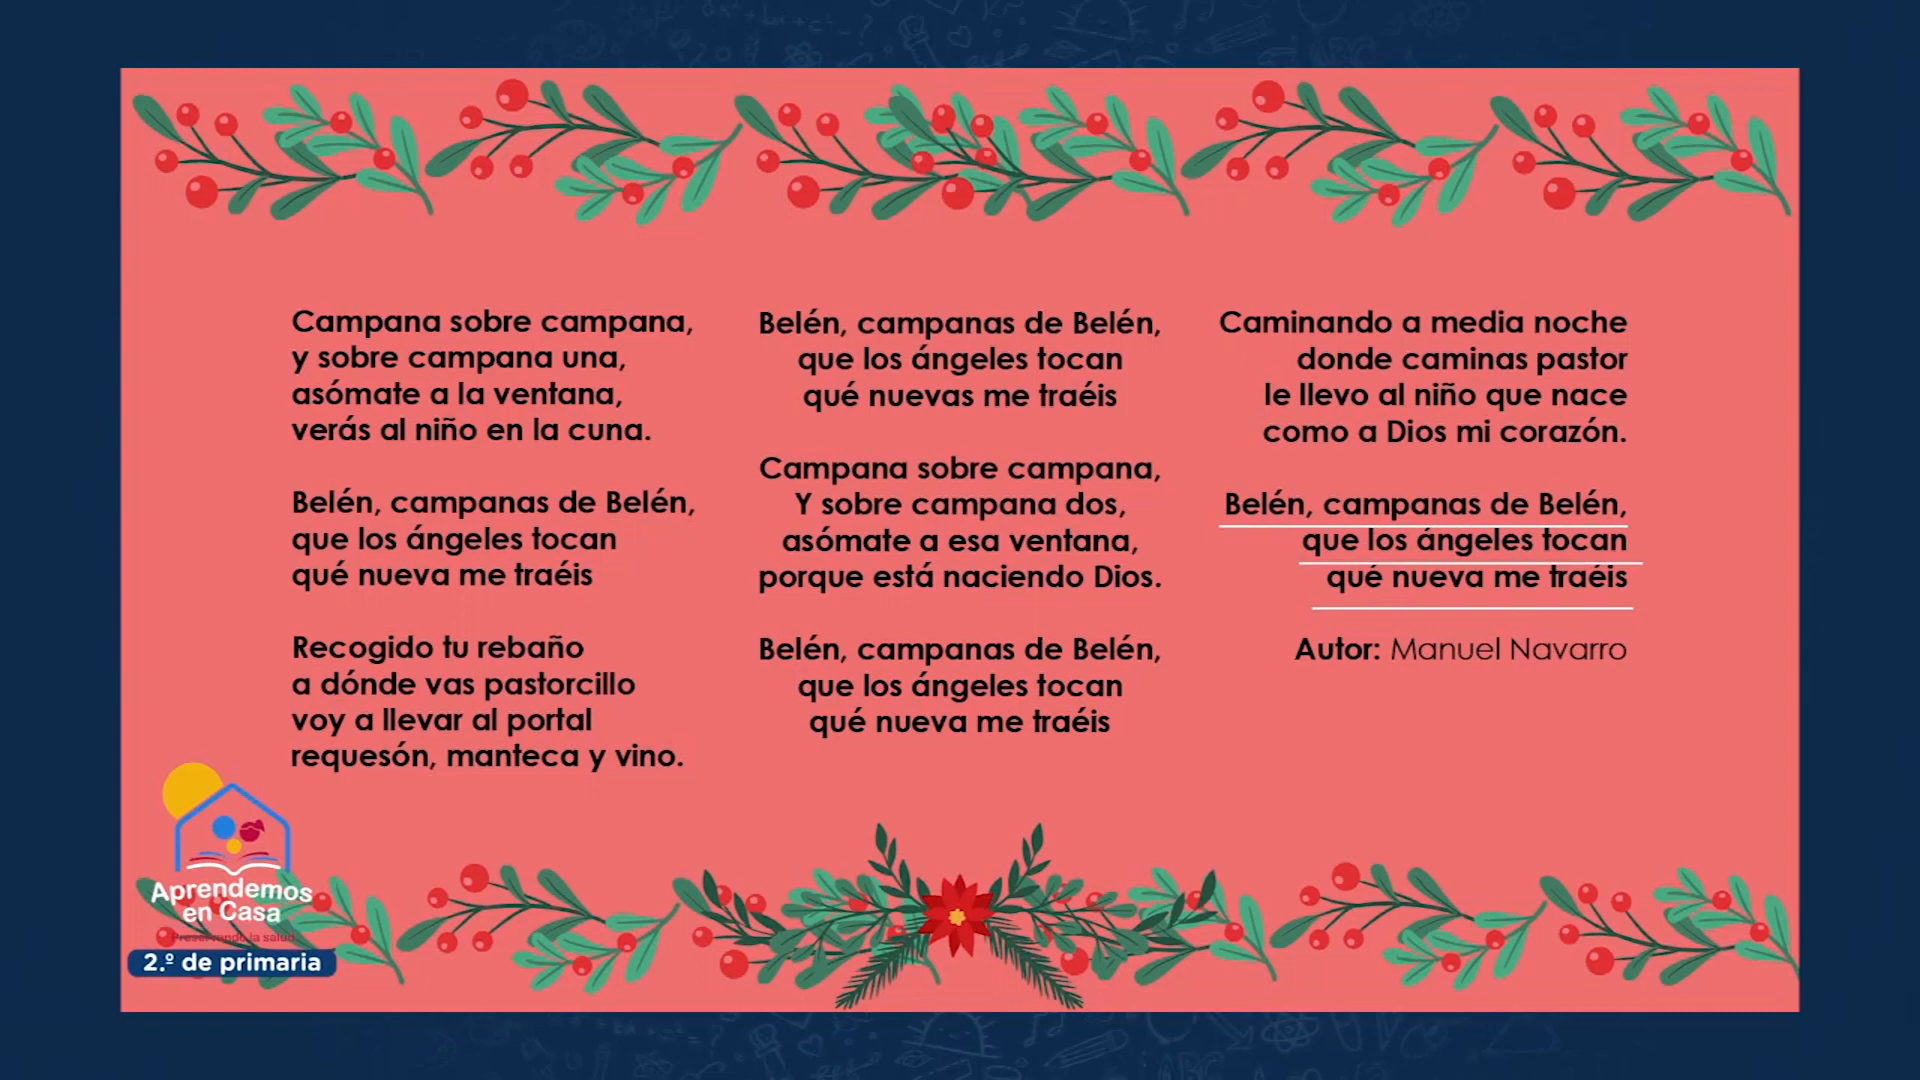 Campana sobre campana,
y sobre campana una,
asómate a la ventana,
verás al niño en la cuna.
Belén, campanas de Belén,
que los ángeles tocan
qué nueva me traéis
Recogido tu rebaño
a dónde vas pastorcillo
voy a llevar al portal
requesón, manteca y vino.
Belén, campanas de Belén,
que los ángeles tocan
qué nuevas me traéis
Campana sobre campana,
Y sobre campana dos,
asómate a esa ventana,
porque está naciendo Dios.
Belén, campanas de Belén,
que los ángeles tocan
qué nueva me traéis
Caminando a media noche
donde caminas pastor
le llevo al niño que nace
como a Dios mi corazón.
Belén, campanas de Belén,
que los ángeles tocan
qué nueva me traéis
Autor: Manuel Navarro
Aprendemos
en Casa
Preservando la salud
2.º de primaria